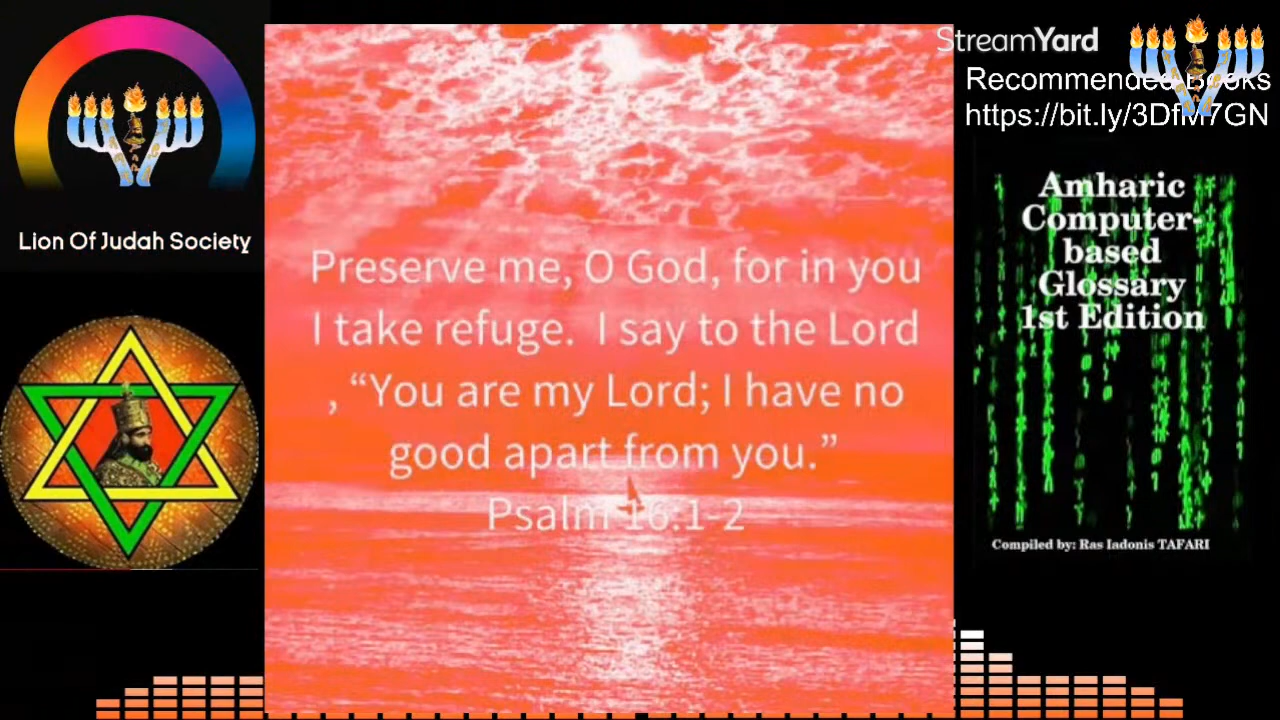 Lion Of Judah Society
Preserve me, O God, for in you
I take refuge.  I say to the Lord
, “You are my Lord; I have no
good apart from you.”
Psalm 16.1-2
StreamYard
Recommended Books
https://bit.ly/3DfM7GN
Amharic
Computer-
based
Glossary
1st Edition
Compiled by: Ras Iadonis TAFARI